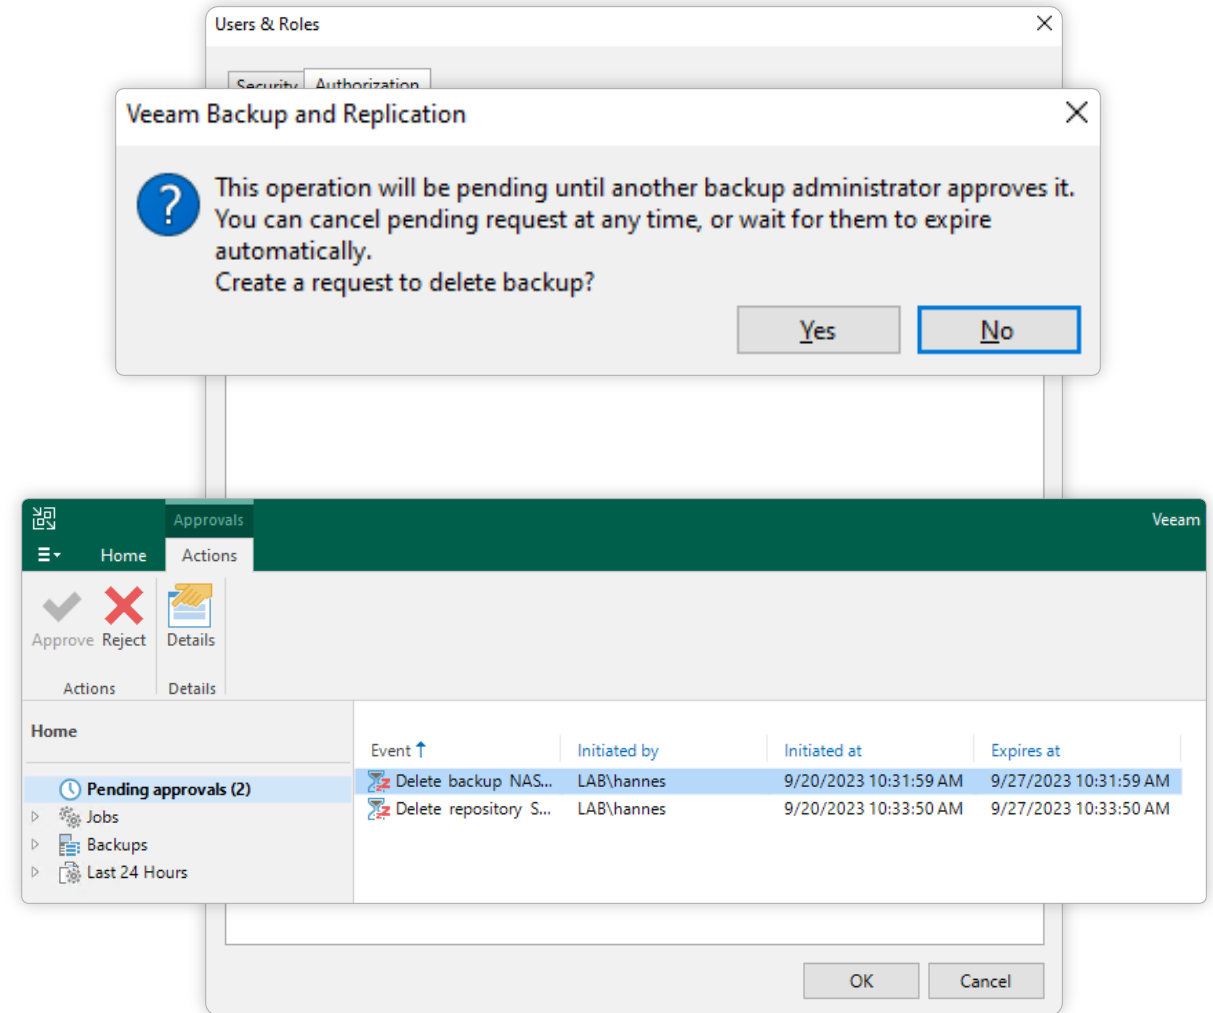 Users & Roles
Security Authorization
Veeam Backup and Replication
This operation will be pending until another backup administrator approves it.
You can cancel pending request at any time, or wait for them to expire
automatically.
Create a request to delete backup?
Yes No
Approvals Veeam
Home Actions
Approve Reject Details
Actions Details
Home
Event Initiated by Initiated at Expires at
Delete backup NAS... LAB\hannes 9/20/2023 10:31:59 AM 9/27/2023 10:31:59 AM
Delete repository S... LAB\hannes 9/20/2023 10:33:50 AM 9/27/2023 10:33:50 AM
Pending approvals (2)
Jobs
Backups
Last 24 Hours
OK Cancel